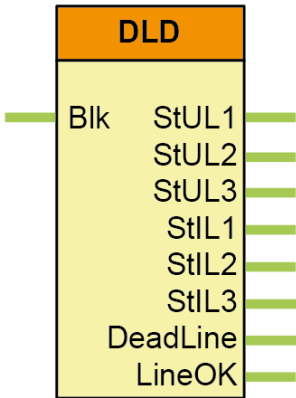 DLD
Blk StUL1
StUL2
StUL3
StIL1
StIL2
StIL3
DeadLine
LineOK